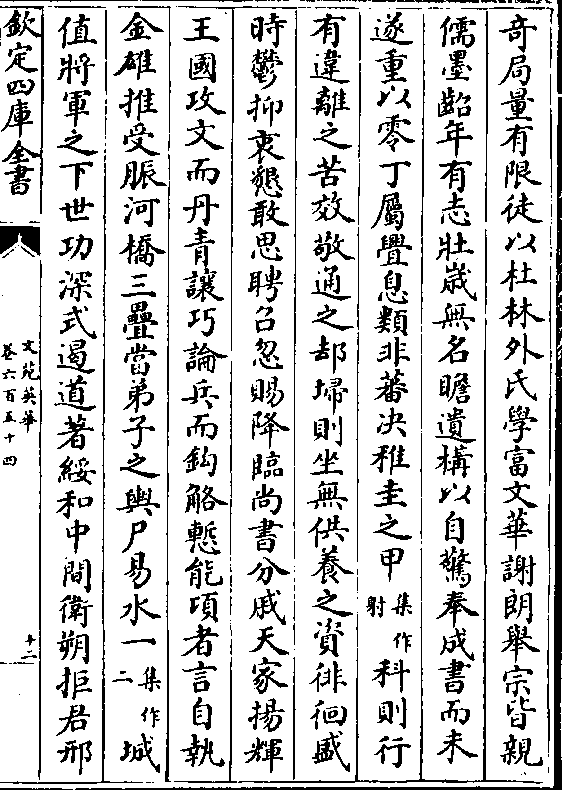 奇局量有限徒以杜林外氏學富文華謝朗舉宗皆親
儒墨齠年有志壯歲無名瞻遺構以自驚奉成書而未
遂重以零丁屬舋息類非蕃决稚圭之甲集作射科則行
有違離之苦效敬通之却埽則坐無供養之資徘徊盛
時鬱抑衷懇敢思聘召忽賜降臨尚書分戚天家揚輝
王國攻文而丹青讓巧論兵而鈎觡慙能項者言自執
金雄推受脤河橋三疊當弟子之輿尸易水一集作二城
值將軍之下世功深式遏道著綏和中間衛朔拒君邢
欽定四庫全書
文苑英華
卷六百五十四
十二